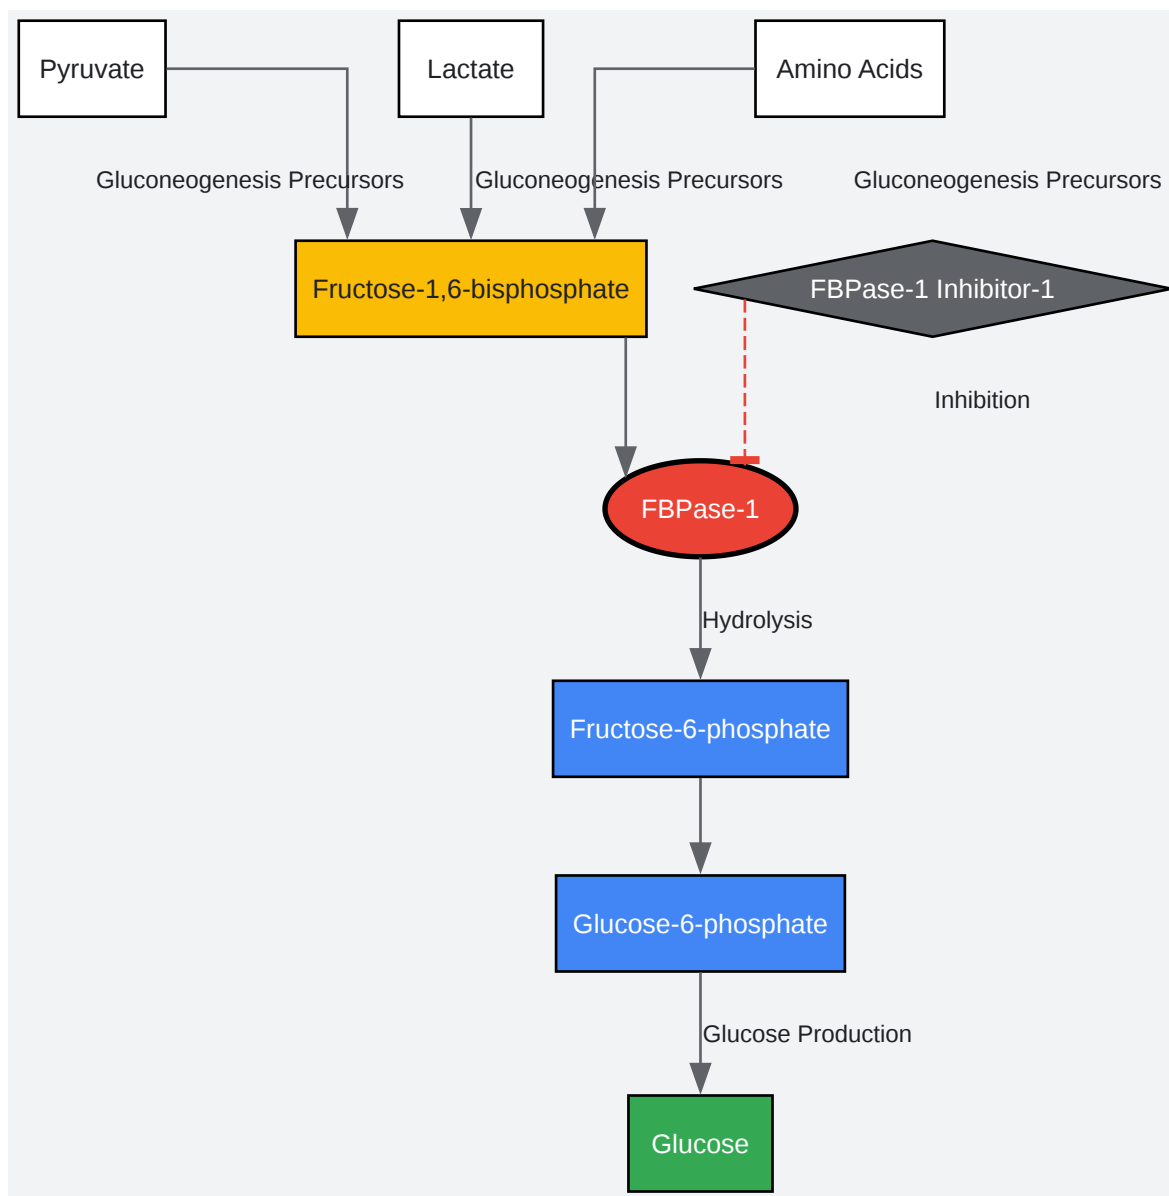 Pyruvate
Lactate
Amino Acids
Gluconeogenesis Precursors
Gluconeogenesis Precursors
Gluconeogenesis Precursors
Fructose-1,6-bisphosphate
FBPase-1 Inhibitor-1
Inhibition
FBPase-1
Hydrolysis
Fructose-6-phosphate
Glucose-6-phosphate
Glucose Production
Glucose